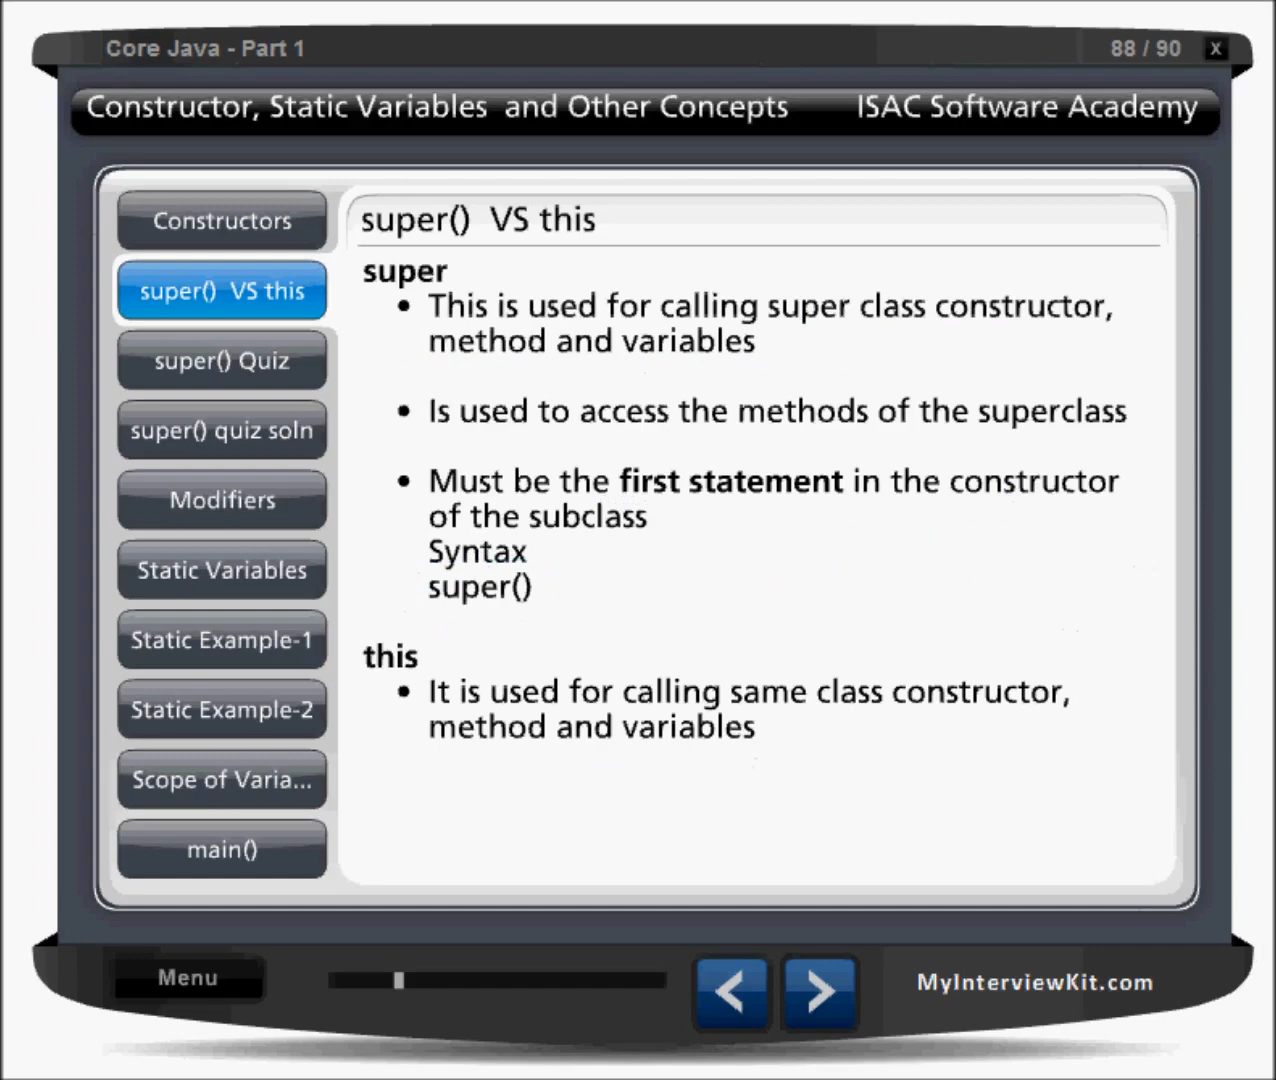 Core Java - Part 1
88 / 90
X
Constructor, Static Variables and Other Concepts
ISAC Software Academy
Constructors
super() VS this
super() Quiz
super() quiz soln
Modifiers
Static Variables
Static Example-1
Static Example-2
Scope of Varia...
main()
super() VS this
super
• This is used for calling super class constructor,
method and variables
• Is used to access the methods of the superclass
• Must be the first statement in the constructor
of the subclass
Syntax
super()
this
• It is used for calling same class constructor,
method and variables
Menu
MyInterviewKit.com